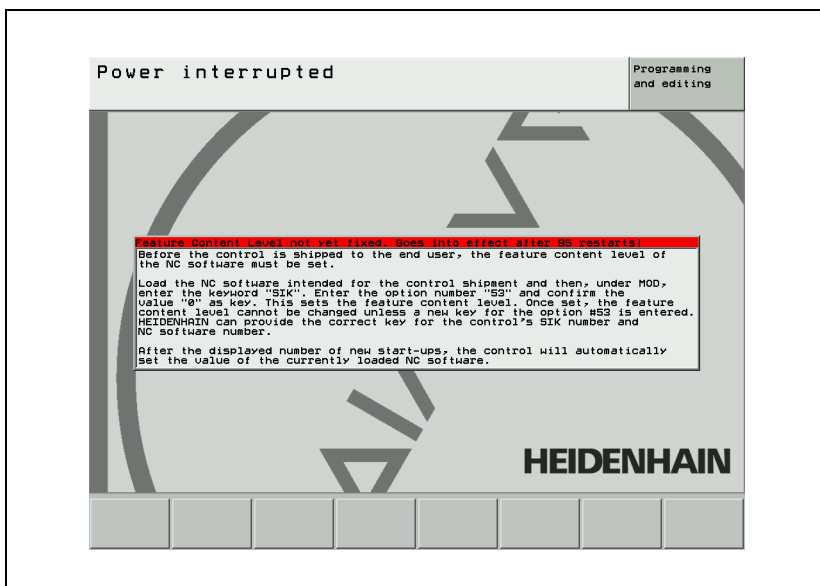 Power interrupted
Programming
and editing
Feature Content Level not yet fixed. Goes into effect after 95 restarts!
Before the control is shipped to the end user, the feature content level of
the NC software must be set.
Load the NC software intended for the control shipment and then, under MOD,
enter the keyword "SIK". Enter the option number "53" and confirm the
value "0" as key. This sets the feature content level. Once set, the feature
content level cannot be changed unless a new key for the option #53 is entered.
HEIDENHAIN can provide the correct key for the control's SIK number and
NC software number.
After the displayed number of new start-ups, the control will automatically
set the value of the currently loaded NC software.
HEIDENHAIN